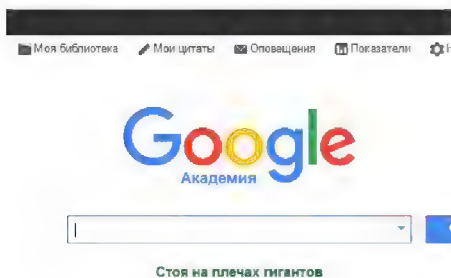 Моя библиотека Мои цитаты Оповещения Показатели
Google
Академия
Стоя на плечах гигантов